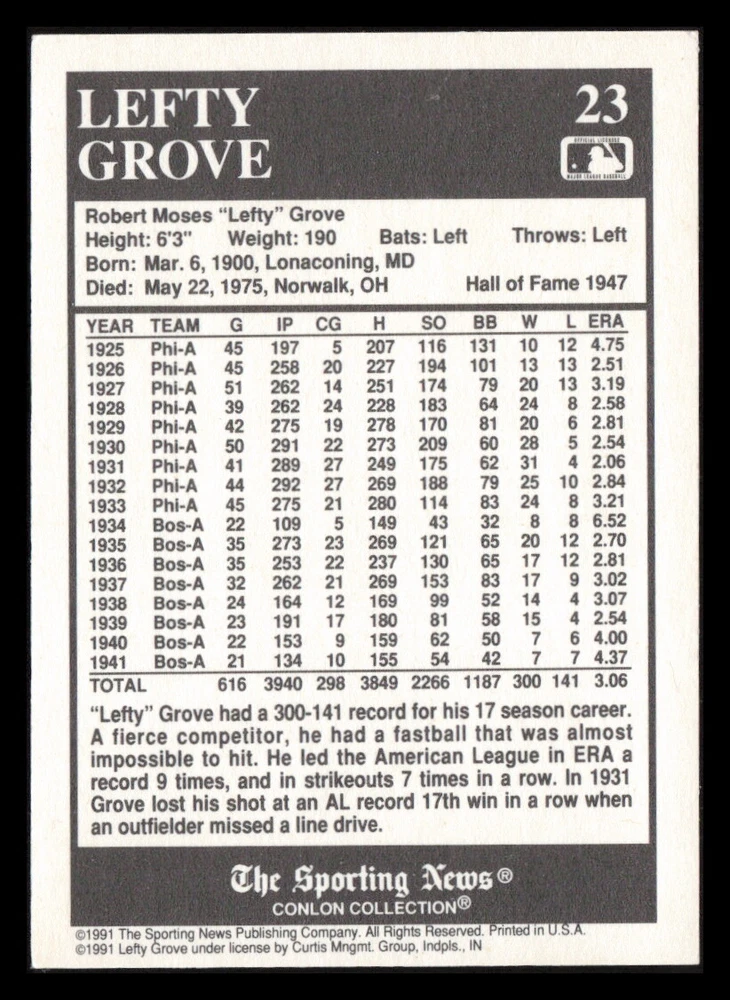 LEFTY
GROVE
23
OFFICIAL LICENSEE
MAJOR LEAGUE BASEBALL
Robert Moses “Lefty” Grove
Height: 6'3" Weight: 190 Bats: Left Throws: Left
Born: Mar. 6, 1900, Lonaconing, MD
Died: May 22, 1975, Norwalk, OH Hall of Fame 1947
YEAR TEAM G IP CG H SO BB W L ERA
1925 Phi-A 45 197 5 207 116 131 10 12 4.75
1926 Phi-A 45 258 20 227 194 101 13 13 2.51
1927 Phi-A 51 262 14 251 174 79 20 13 3.19
1928 Phi-A 39 262 24 228 183 64 24 8 2.58
1929 Phi-A 42 275 19 278 170 81 20 6 2.81
1930 Phi-A 50 291 22 273 209 60 28 5 2.54
1931 Phi-A 41 289 27 249 175 62 31 4 2.06
1932 Phi-A 44 292 27 269 188 79 25 10 2.84
1933 Phi-A 45 275 21 280 114 83 24 8 3.21
1934 Bos-A 22 109 5 149 43 32 8 8 6.52
1935 Bos-A 35 273 23 269 121 65 20 12 2.70
1936 Bos-A 35 253 22 237 130 65 17 12 2.81
1937 Bos-A 32 262 21 269 153 83 17 9 3.02
1938 Bos-A 24 164 12 169 99 52 14 4 3.07
1939 Bos-A 23 191 17 180 81 58 15 4 2.54
1940 Bos-A 22 153 9 159 62 50 7 6 4.00
1941 Bos-A 21 134 10 155 54 42 7 7 4.37
TOTAL 616 3940 298 3849 2266 1187 300 141 3.06
“Lefty” Grove had a 300-141 record for his 17 season career.
A fierce competitor, he had a fastball that was almost
impossible to hit. He led the American League in ERA a
record 9 times, and in strikeouts 7 times in a row. In 1931
Grove lost his shot at an AL record 17th win in a row when
an outfielder missed a line drive.
The Sporting News®
CONLON COLLECTION®
©1991 The Sporting News Publishing Company. All Rights Reserved. Printed in U.S.A.
©1991 Lefty Grove under license by Curtis Mngmt. Group, Indpls., IN